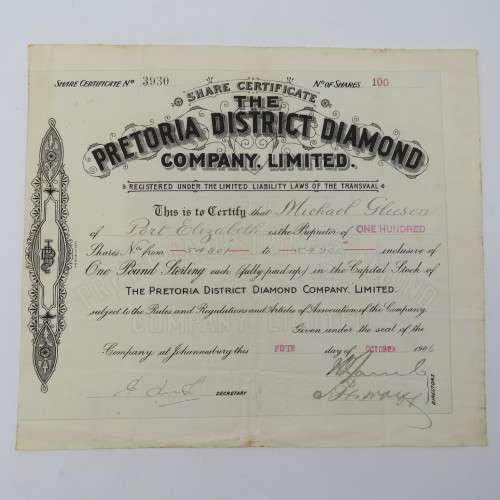 SHARE CERTIFICATE Nº 3930 Nº OF SHARES 100
SHARE CERTIFICATE
THE
PRETORIA DISTRICT DIAMOND
COMPANY, LIMITED.
REGISTERED UNDER THE LIMITED LIABILITY LAWS OF THE TRANSVAAL
This is to Certify that Michael Gleeson
of Port Elizabeth is the Proprietor of ONE HUNDRED
Shares Nos from to inclusive of
One Pound Sterling each (fully paid up) in the Capital Stock of
THE PRETORIA DISTRICT DIAMOND COMPANY, LIMITED.
subject to the Rules and Regulations and Articles of Association of the Company.
Given under the seal of the
Company at Johannesburg this FIFTH day of OCTOBER 1906
SECRETARY
DIRECTORS